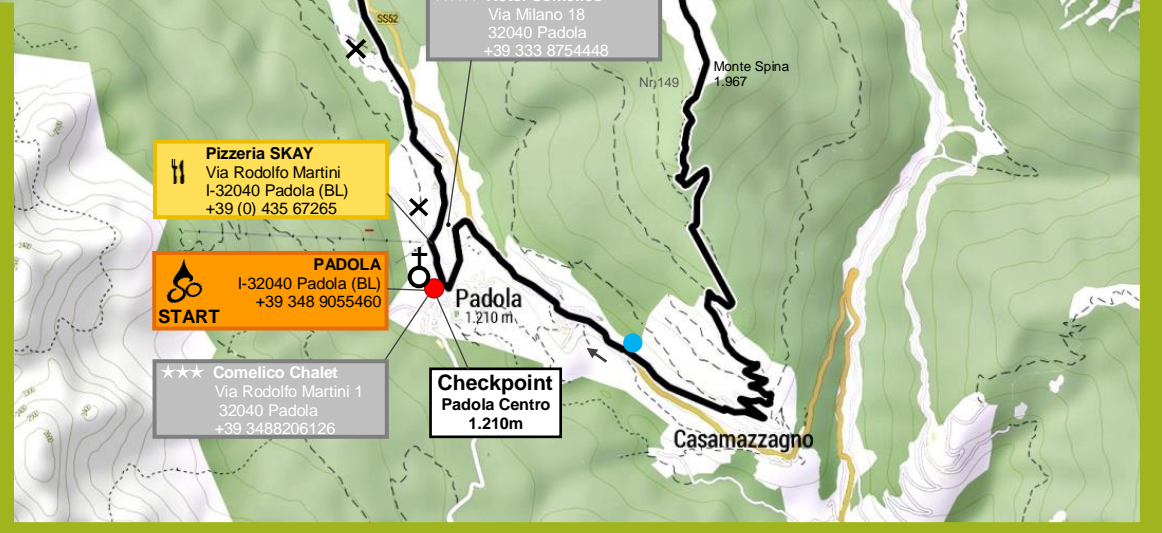 SS52
Hotel Comelico
Via Milano 18
32040 Padola
+39 333 8754448
Monte Spina
1.967
Nr.149
Pizzeria SKAY
Via Rodolfo Martini
I-32040 Padola (BL)
+39 (0) 435 67265
PADOLA
I-32040 Padola (BL)
+39 348 9055460
START
Padola
1.210 m
Comelico Chalet
Via Rodolfo Martini 1
32040 Padola
+39 3488206126
Checkpoint
Padola Centro
1.210m
Casamazzagno